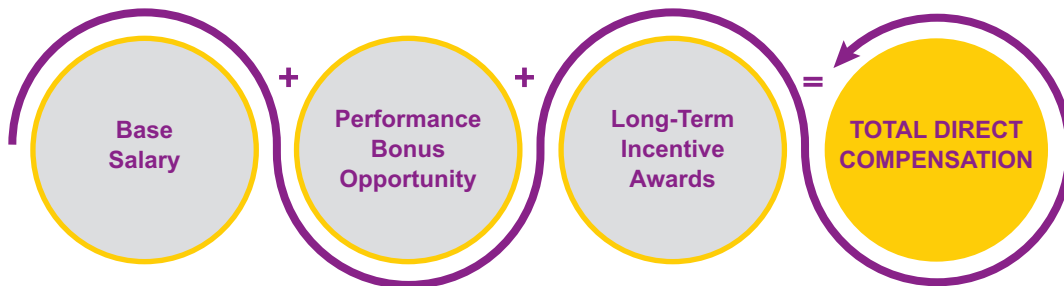 Base
Salary
+
Performance
Bonus
Opportunity
+
Long-Term
Incentive
Awards
=
TOTAL DIRECT
COMPENSATION